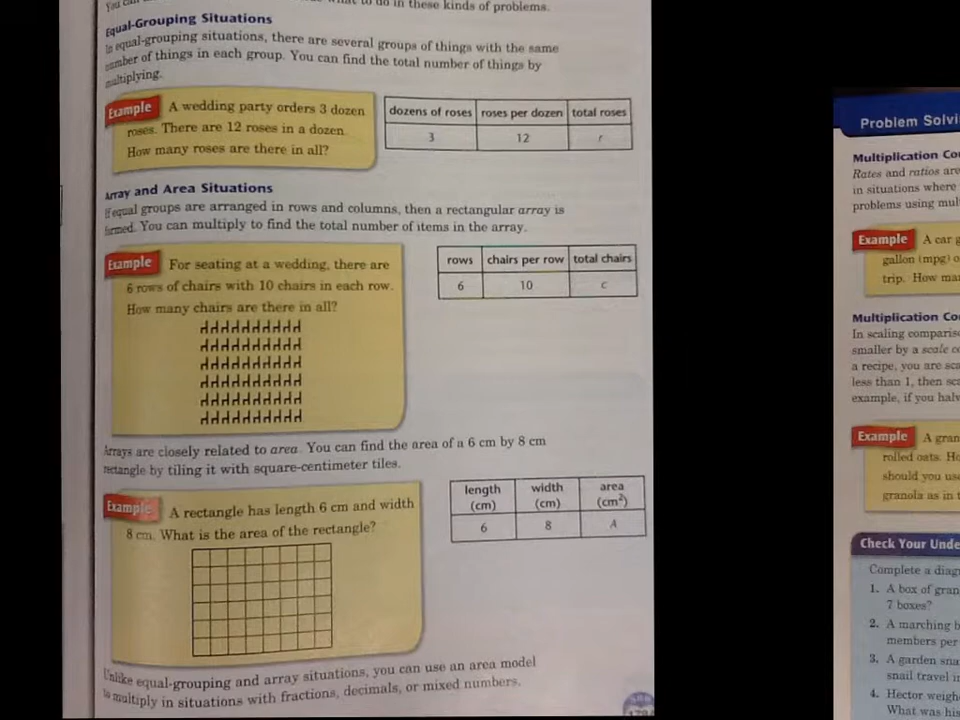 in these kinds of problems.
Equal-Grouping Situations
In equal-grouping situations, there are several groups of things with the same
number of things in each group. You can find the total number of things by
multiplying.
Example A wedding party orders 3 dozen
roses. There are 12 roses in a dozen.
How many roses are there in all?
dozens of roses roses per dozen total roses
3 12 r
Array and Area Situations
If equal groups are arranged in rows and columns, then a rectangular array is
formed. You can multiply to find the total number of items in the array.
Example For seating at a wedding, there are
6 rows of chairs with 10 chairs in each row.
How many chairs are there in all?
rows chairs per row total chairs
6 10 c
Arrays are closely related to area. You can find the area of a 6 cm by 8 cm
rectangle by tiling it with square-centimeter tiles.
Example A rectangle has length 6 cm and width
8 cm. What is the area of the rectangle?
length (cm) width (cm) area (cm²)
6 8 A
Unlike equal-grouping and array situations, you can use an area model
to multiply in situations with fractions, decimals, or mixed numbers.
Problem Solvi
Multiplication Co
Rates and ratios are
in situations where
problems using mul
Example A car g
gallon (mpg) o
trip. How ma
Multiplication Co
In scaling comparis
smaller by a scale
a recipe, you are sca
less than 1, then sc
example, if you halv
Example A gran
rolled oats. Ho
should you use
granola as in
Check Your Unde
Complete a diag
1. A box of gran
7 boxes?
2. A marching b
members per
3. A garden sna
snail travel i
4. Hector weigh
What was his